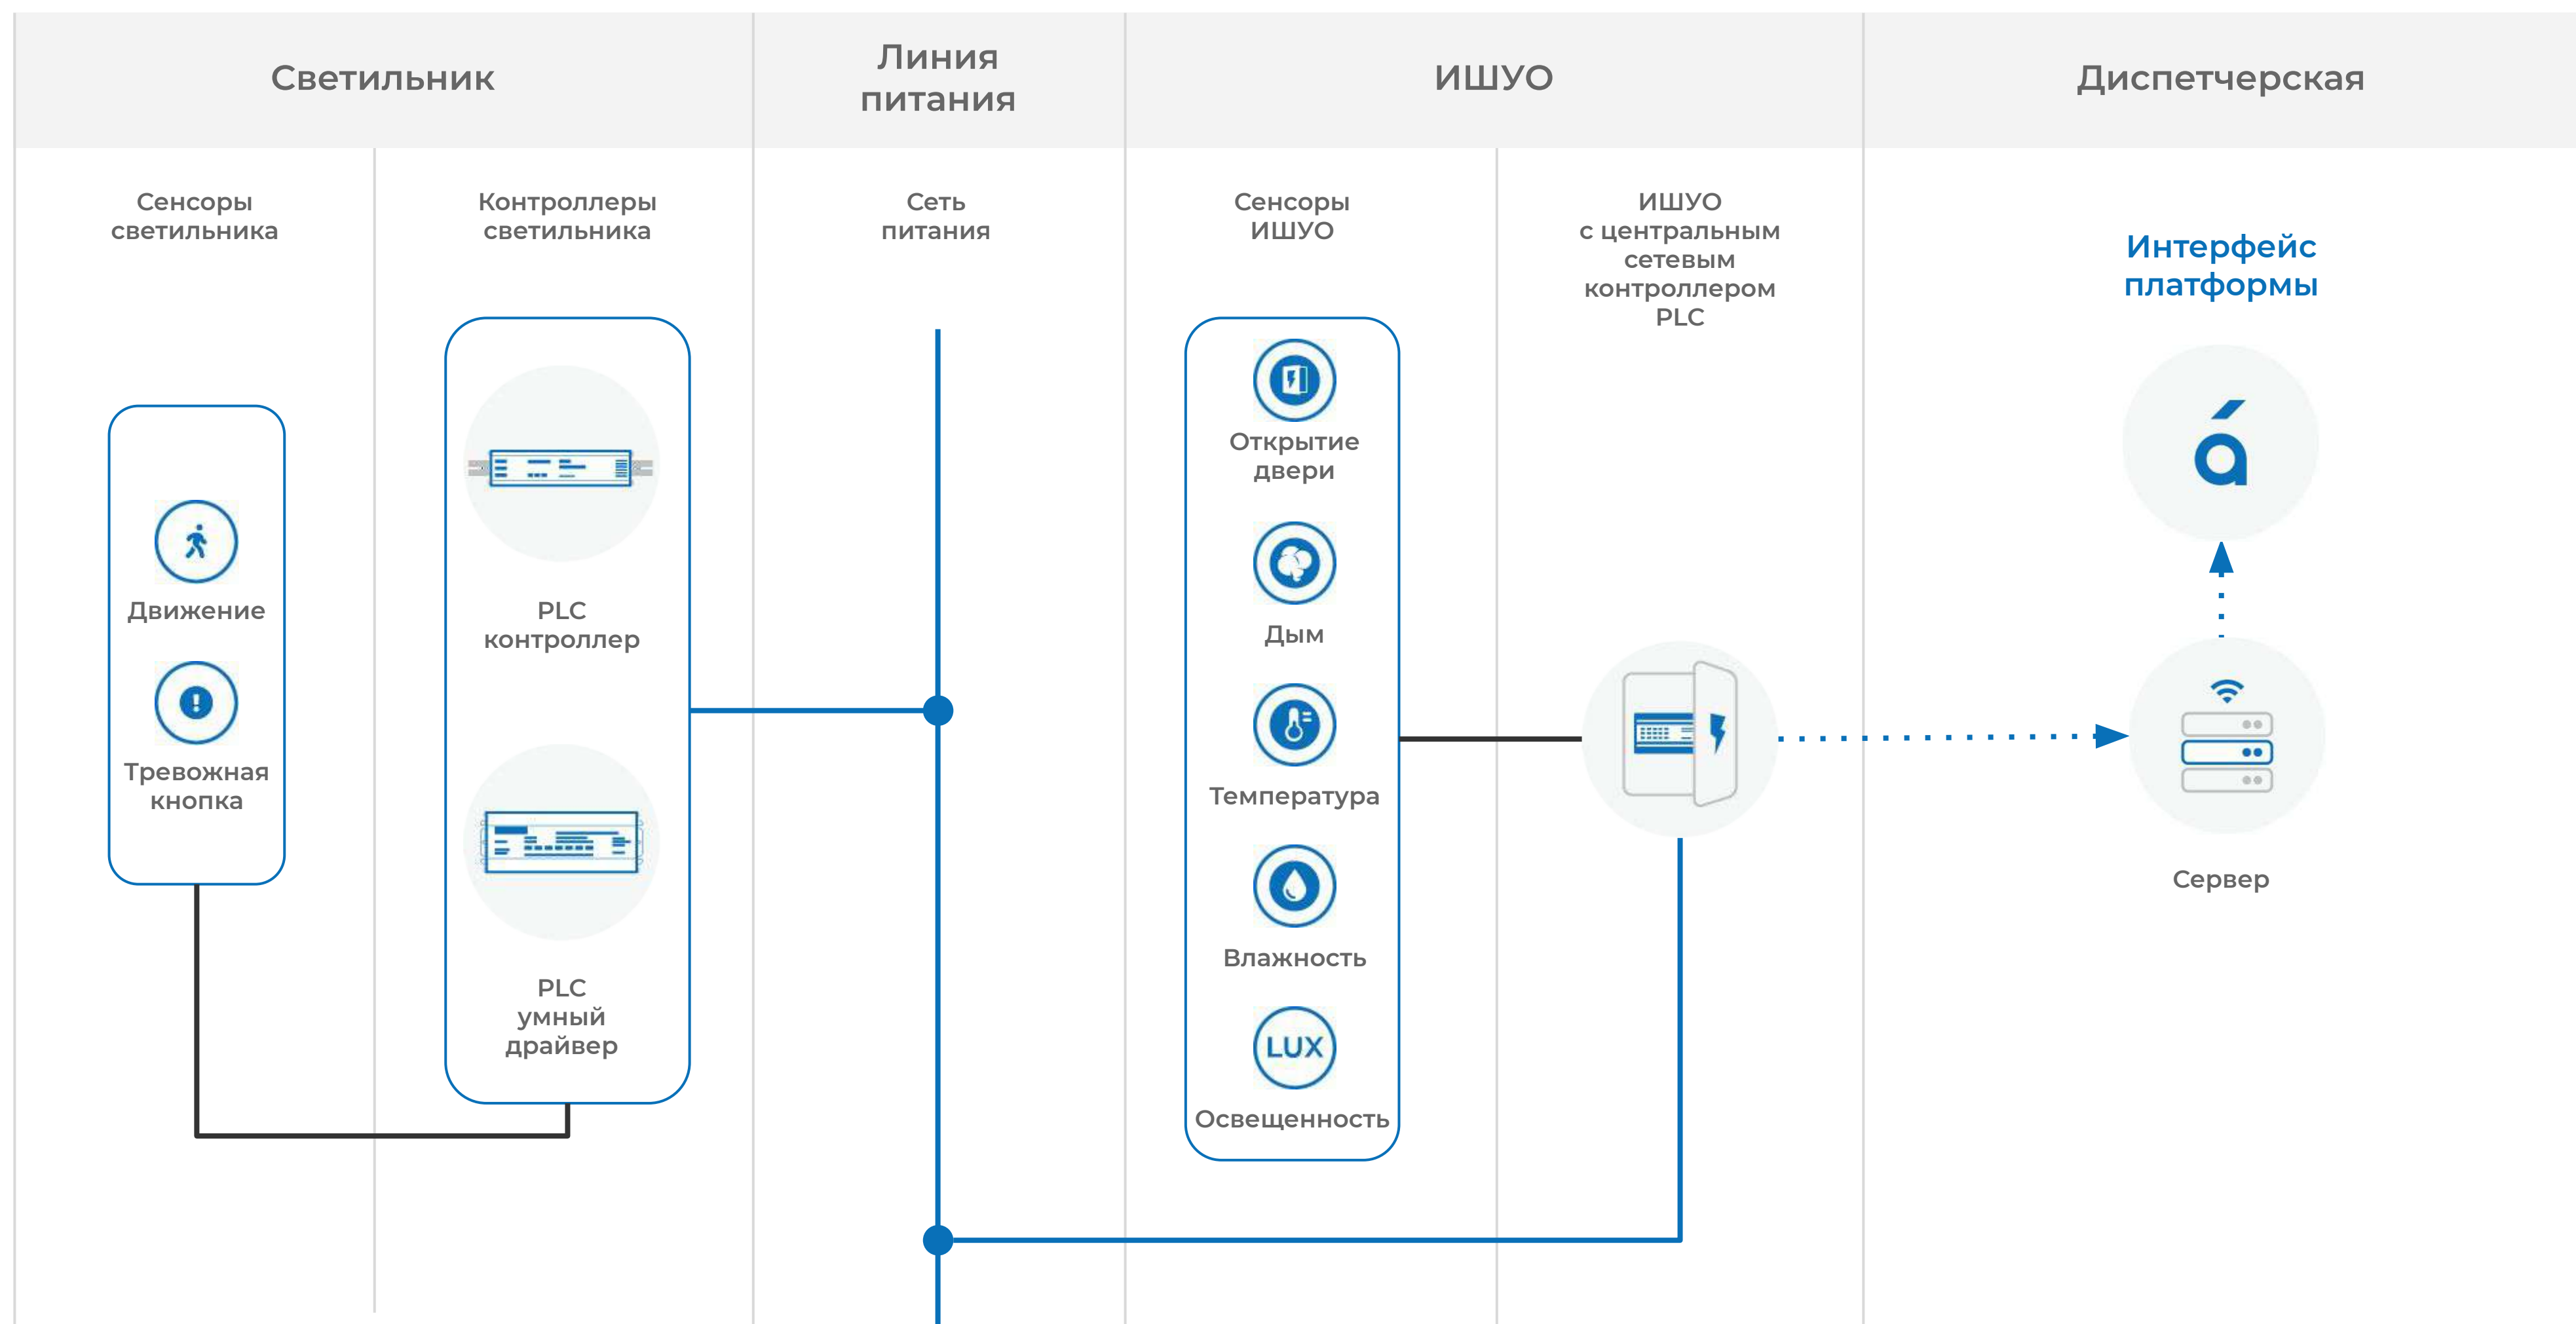 Светильник
Линия
питания
ИШУО
Диспетчерская
Сенсоры
светильника
Контроллеры
светильника
Сеть
питания
Сенсоры
ИШУО
ИШУО
с центральным
сетевым
контроллером
PLC
Интерфейс
платформы
Движение
Тревожная
кнопка
PLC
контроллер
PLC
умный
драйвер
Открытие
двери
Дым
Температура
Влажность
LUX
Освещенность
á
Сервер